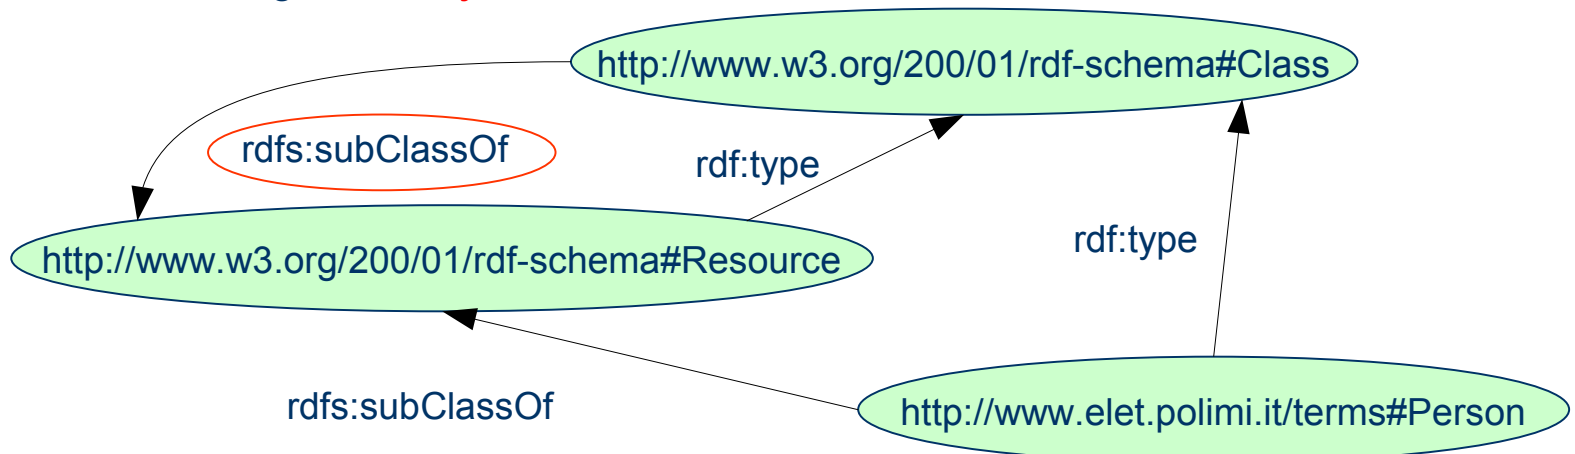 http://www.w3.org/200/01/rdf-schema#Class
rdfs:subClassOf
rdf:type
rdf:type
http://www.w3.org/200/01/rdf-schema#Resource
rdfs:subClassOf
http://www.elet.polimi.it/terms#Person